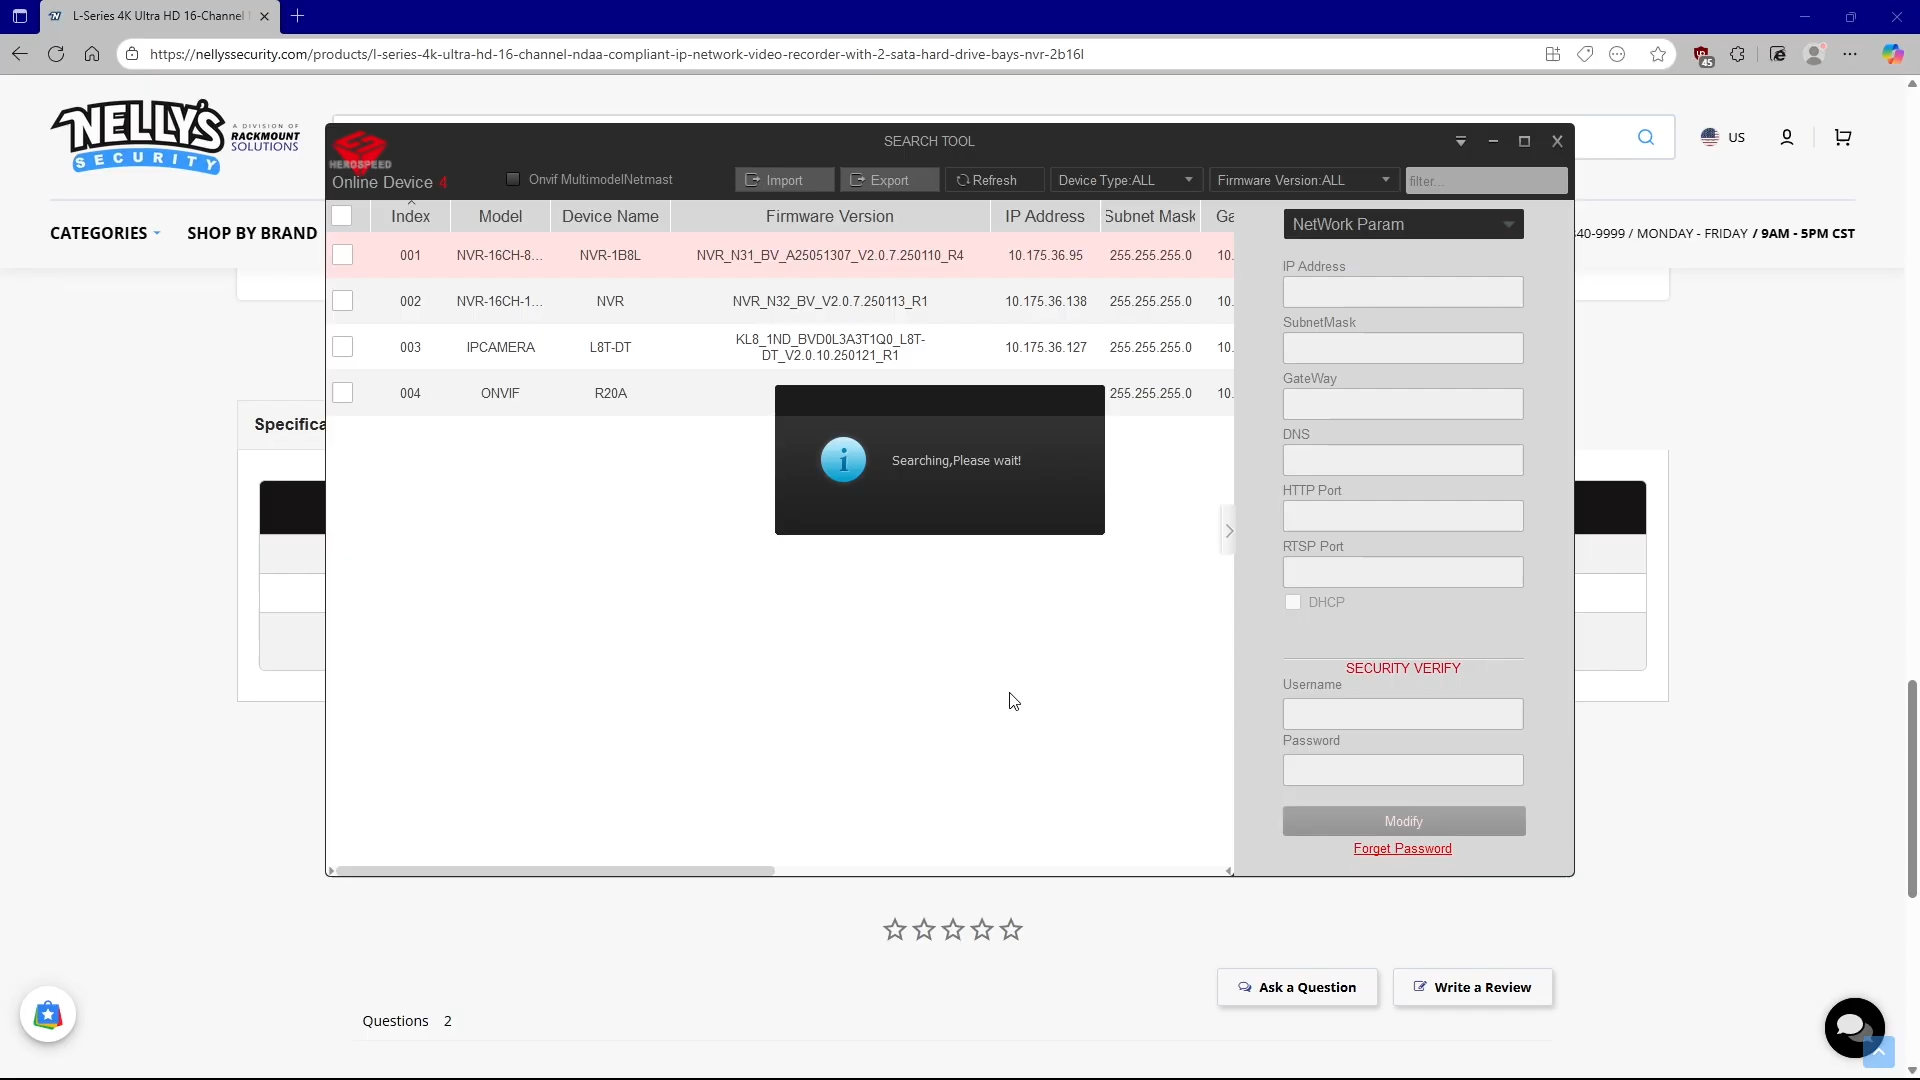 L-Series 4K Ultra HD 16-Channel
https://nellyssecurity.com/products/l-series-4k-ultra-hd-16-channel-ndaa-compliant-ip-network-video-recorder-with-2-sata-hard-drive-bays-nvr-2b16l
45
NELLY'S
SECURITY
A DIVISION OF
RACKMOUNT
SOLUTIONS
US
CATEGORIES
SHOP BY BRAND
40-9999 / MONDAY - FRIDAY / 9AM - 5PM CST
SEARCH TOOL
HEROSPEED
Online Device 4
Onvif MultimodelNetmast
Import
Export
Refresh
Device Type:ALL
Firmware Version:ALL
filter...
Index Model Device Name Firmware Version IP Address Subnet Mask Ga
001 NVR-16CH-8... NVR-1B8L NVR_N31_BV_A25051307_V2.0.7.250110_R4 10.175.36.95 255.255.255.0 10.
002 NVR-16CH-1... NVR NVR_N32_BV_V2.0.7.250113_R1 10.175.36.138 255.255.255.0 10.
003 IPCAMERA L8T-DT KL8_1ND_BVD0L3A3T1Q0_L8T-
DT_V2.0.10.250121_R1 10.175.36.127 255.255.255.0 10.
004 ONVIF R20A 255.255.255.0 10.
Searching,Please wait!
NetWork Param
IP Address
SubnetMask
GateWay
DNS
HTTP Port
RTSP Port
DHCP
SECURITY VERIFY
Username
Password
Modify
Forget Password
Specifica
Ask a Question
Write a Review
Questions 2